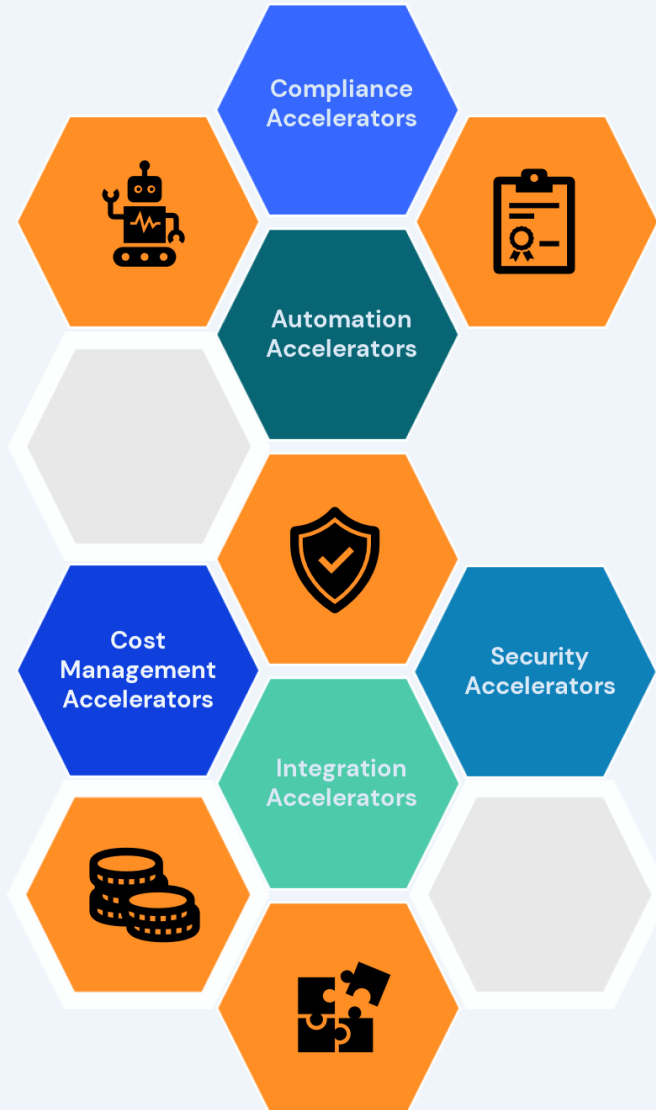 Compliance
Accelerators
Automation
Accelerators
Cost
Management
Accelerators
Security
Accelerators
Integration
Accelerators